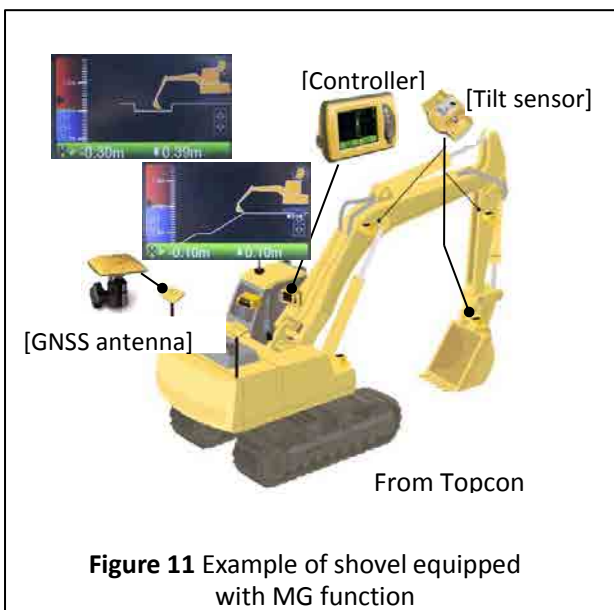 [Controller]
[Tilt sensor]
-0.30m 0.39m
-0.10m 0.10m
[GNSS antenna]
From Topcon
Figure 11 Example of shovel equipped
with MG function